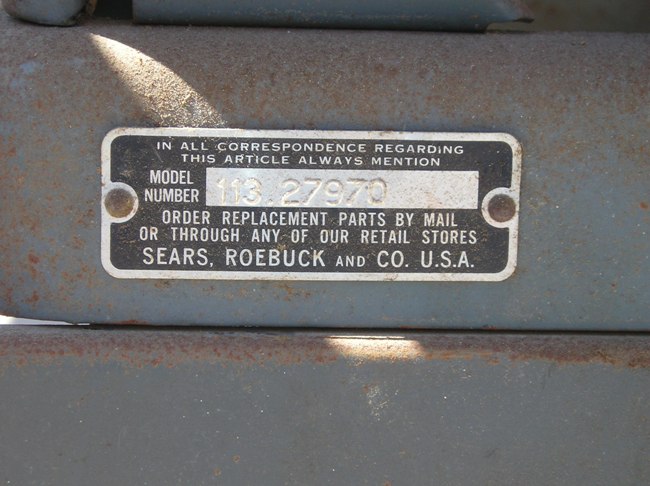 IN ALL CORRESPONDENCE REGARDING
THIS ARTICLE ALWAYS MENTION
MODEL
NUMBER 113.27970
ORDER REPLACEMENT PARTS BY MAIL
OR THROUGH ANY OF OUR RETAIL STORES
SEARS, ROEBUCK AND CO. U.S.A.